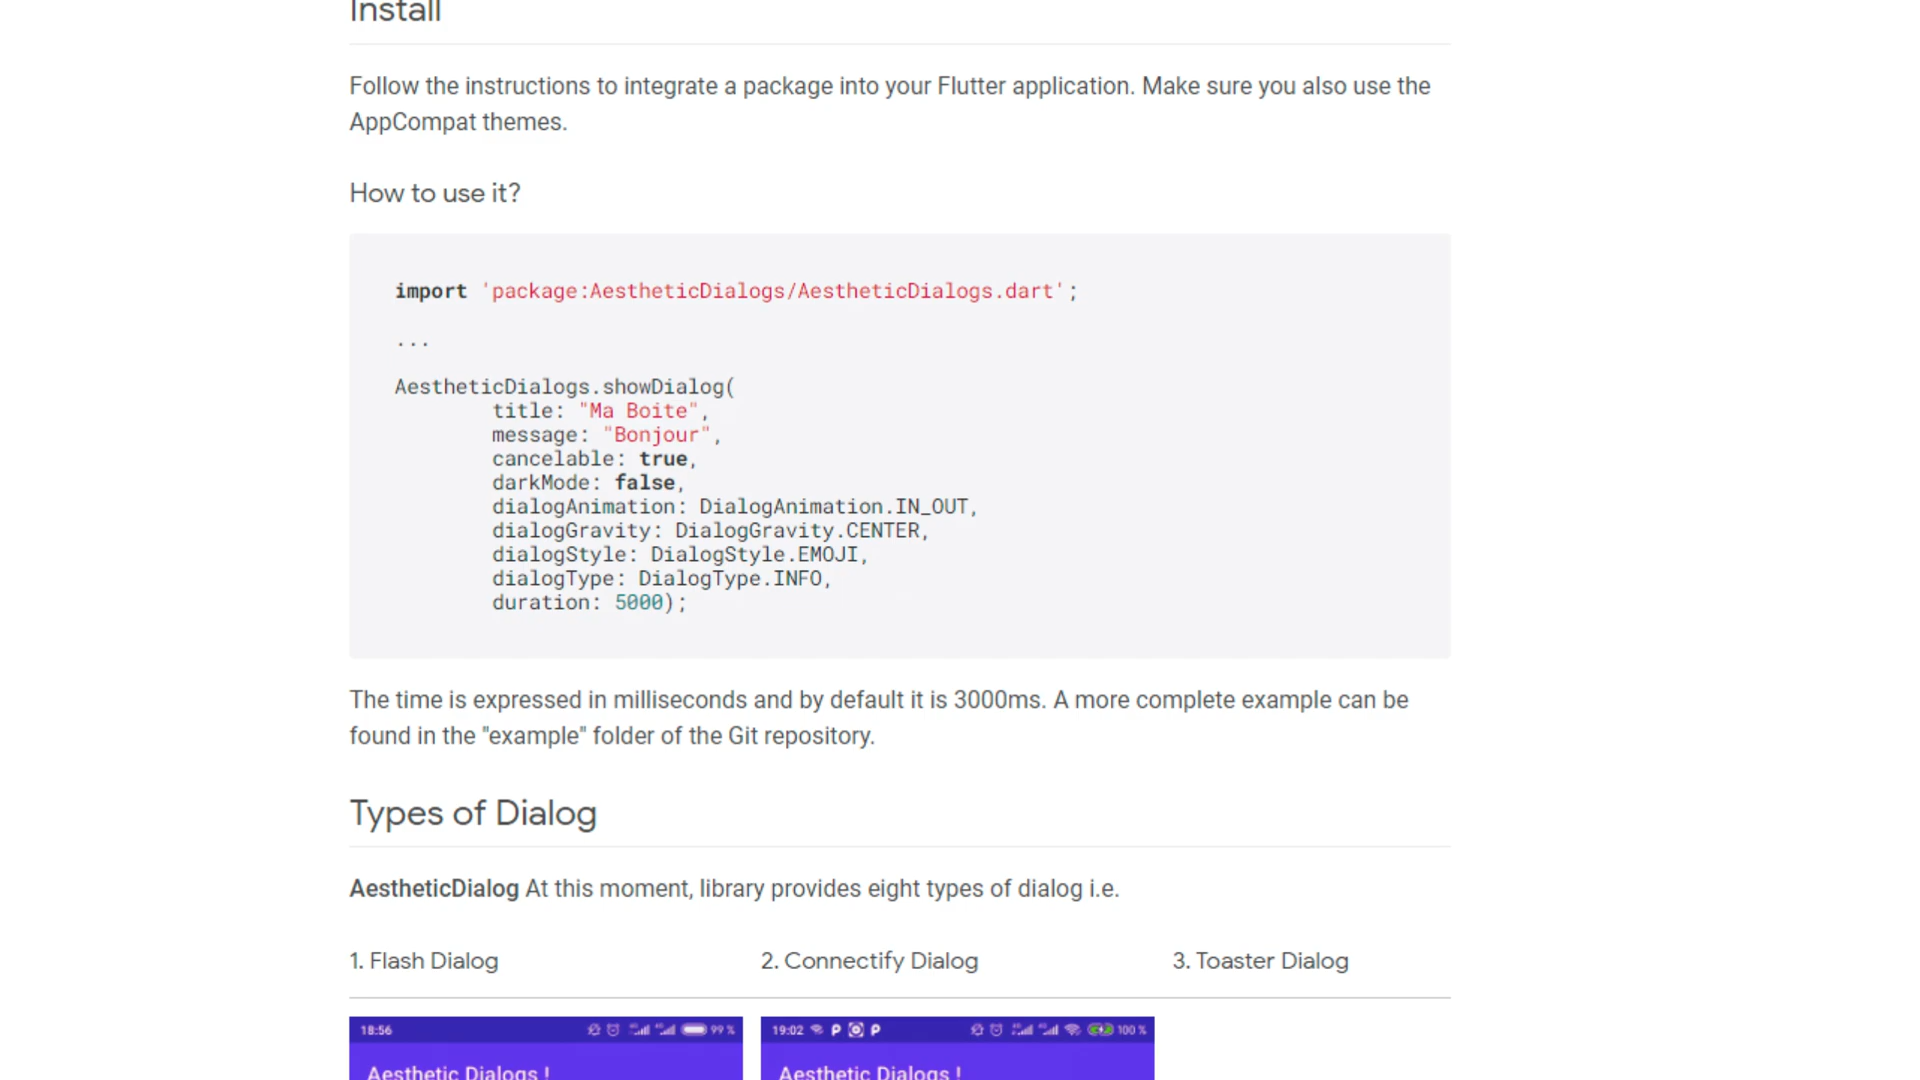 Install
Follow the instructions to integrate a package into your Flutter application. Make sure you also use the
AppCompat themes.
How to use it?
import 'package:AestheticDialogs/AestheticDialogs.dart';
...
AestheticDialogs.showDialog(
title: "Ma Boite",
message: "Bonjour",
cancelable: true,
darkMode: false,
dialogAnimation: DialogAnimation.IN_OUT,
dialogGravity: DialogGravity.CENTER,
dialogStyle: DialogStyle.EMOJI,
dialogType: DialogType.INFO,
duration: 5000);
The time is expressed in milliseconds and by default it is 3000ms. A more complete example can be
found in the "example" folder of the Git repository.
Types of Dialog
AestheticDialog At this moment, library provides eight types of dialog i.e.
1. Flash Dialog 2. Connectify Dialog 3. Toaster Dialog
18:56 99 % 19:02 P P 100 %
Aesthetic Dialogs ! Aesthetic Dialogs !